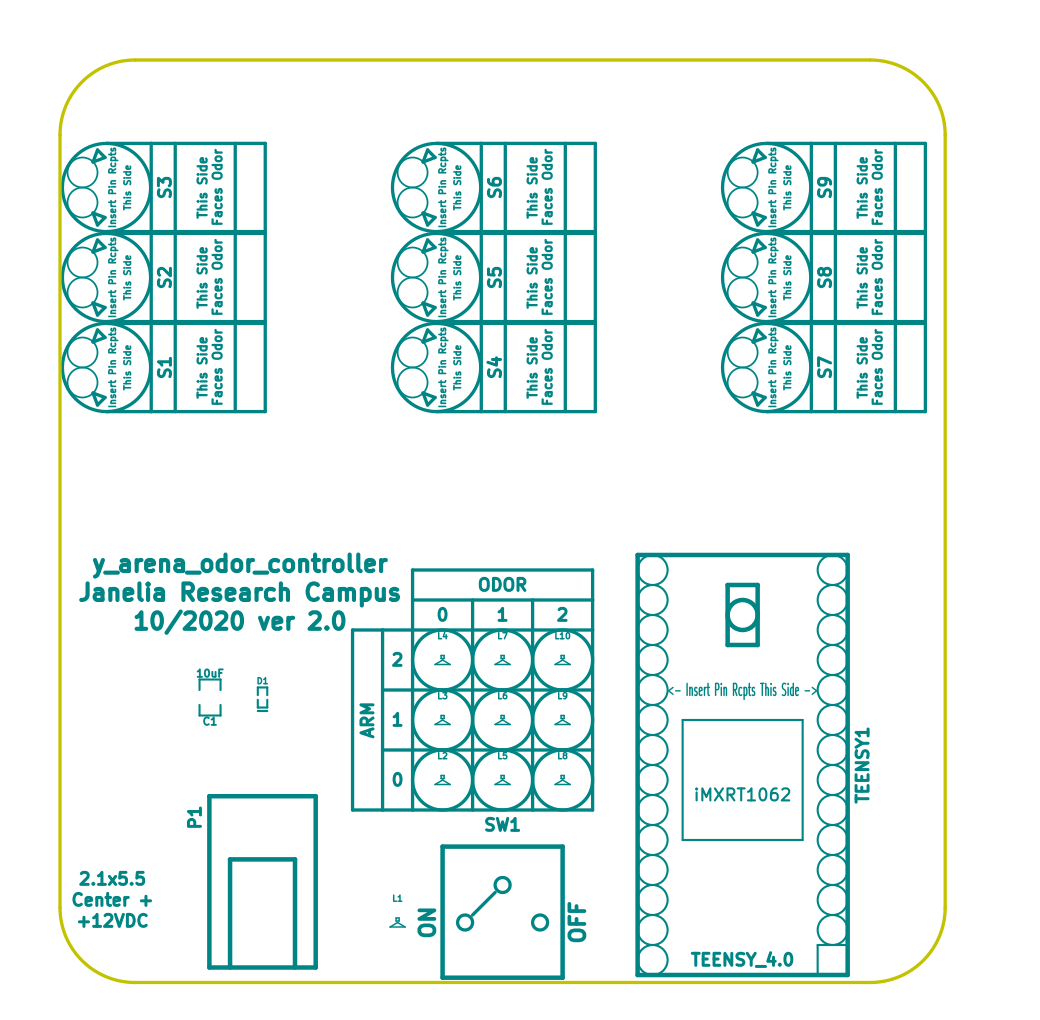 Insert Pin Rcpts
This Side
S3
This Side
Faces Odor
Insert Pin Rcpts
This Side
S6
This Side
Faces Odor
Insert Pin Rcpts
This Side
S9
This Side
Faces Odor
Insert Pin Rcpts
This Side
S2
This Side
Faces Odor
Insert Pin Rcpts
This Side
S5
This Side
Faces Odor
Insert Pin Rcpts
This Side
S8
This Side
Faces Odor
Insert Pin Rcpts
This Side
S1
This Side
Faces Odor
Insert Pin Rcpts
This Side
S4
This Side
Faces Odor
Insert Pin Rcpts
This Side
S7
This Side
Faces Odor
y_arena_odor_controller
Janelia Research Campus
10/2020 ver 2.0
ODOR
0 1 2
L4 L7 L10
2
L3 L6 L9
ARM
1
L2 L5 L8
0
10uF
C1
D1
<- Insert Pin Rcpts This Side ->
iMXRT1062
TEENSY1
TEENSY_4.0
P1
2.1x5.5
Center +
+12VDC
SW1
L1
ON
OFF